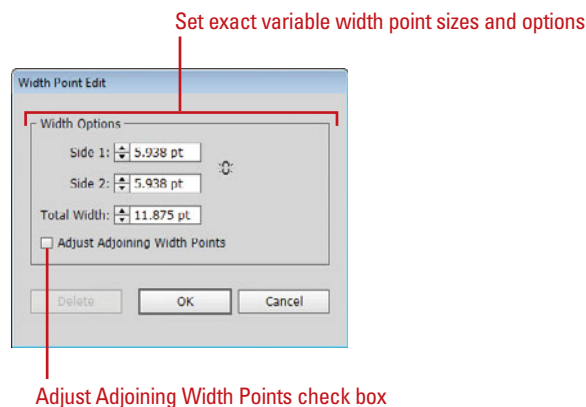 Set exact variable width point sizes and options
Width Point Edit
Width Options
Side 1: 5.938 pt
Side 2: 5.938 pt
Total Width: 11.875 pt
Adjust Adjoining Width Points
Delete OK Cancel
Adjust Adjoining Width Points check box